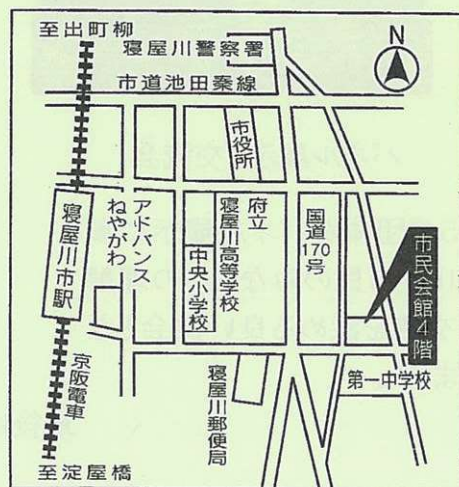 至出町柳
寝屋川警察署
N
市道池田秦線
市役所
寝屋川市駅
アドバンス
ねやがわ
中央小学校
府立
寝屋川高等学校
国道170号
市民会館4階
京阪電車
寝屋川郵便局
第一中学校
至淀屋橋